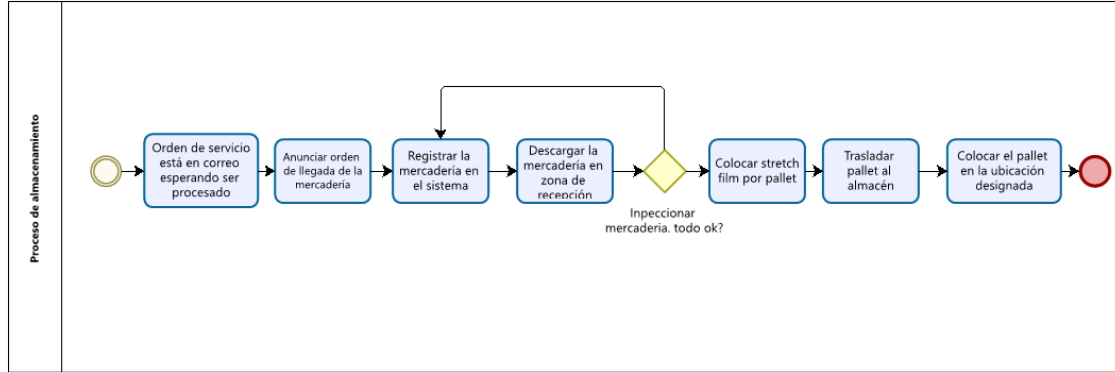 Proceso de almacenamiento
Orden de servicio
está en correo
esperando ser
procesado
Anunciar orden
de llegada de la
mercadería
Registrar la
mercadería en
el sistema
Descargar la
mercadería en
zona de
recepción
Inpeccionar
mercaderia. todo ok?
Colocar stretch
film por pallet
Trasladar
pallet al
almacén
Colocar el pallet
en la ubicación
designada